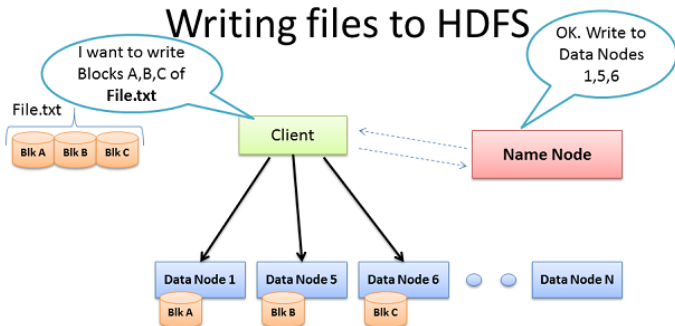 Writing files to HDFS
I want to write
Blocks A,B,C of
File.txt
OK. Write to
Data Nodes
1,5,6
File.txt
Blk A
Blk B
Blk C
Client
Name Node
Data Node 1
Data Node 5
Data Node 6
Data Node N
Blk A
Blk B
Blk C